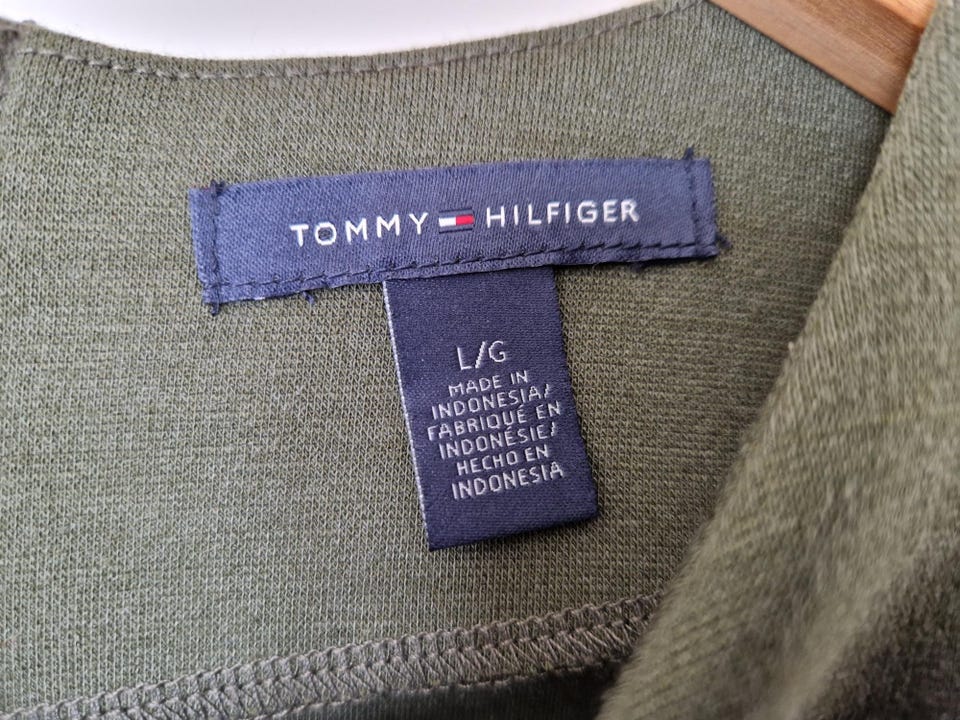 TOMMY HILFIGER
L/G
MADE IN
INDONESIA/
FABRIQUÉ EN
INDONÉSIE/
HECHO EN
INDONESIA